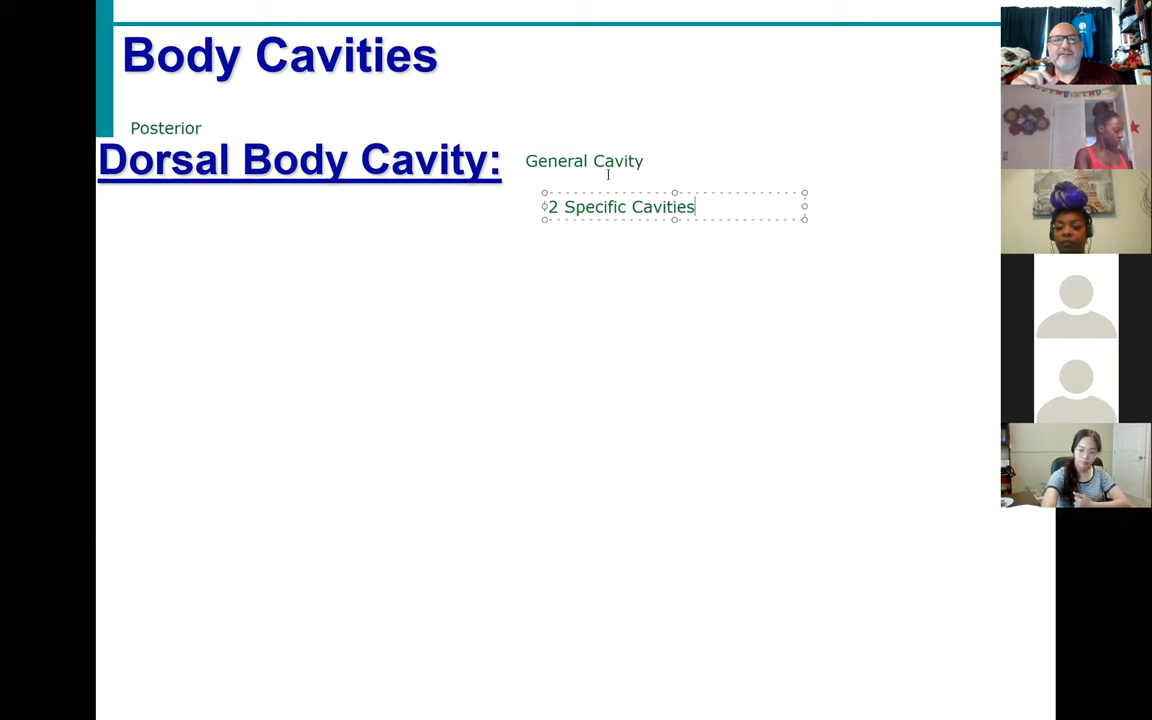 Body Cavities
Posterior
Dorsal Body Cavity:
General Cavity
2 Specific Cavities